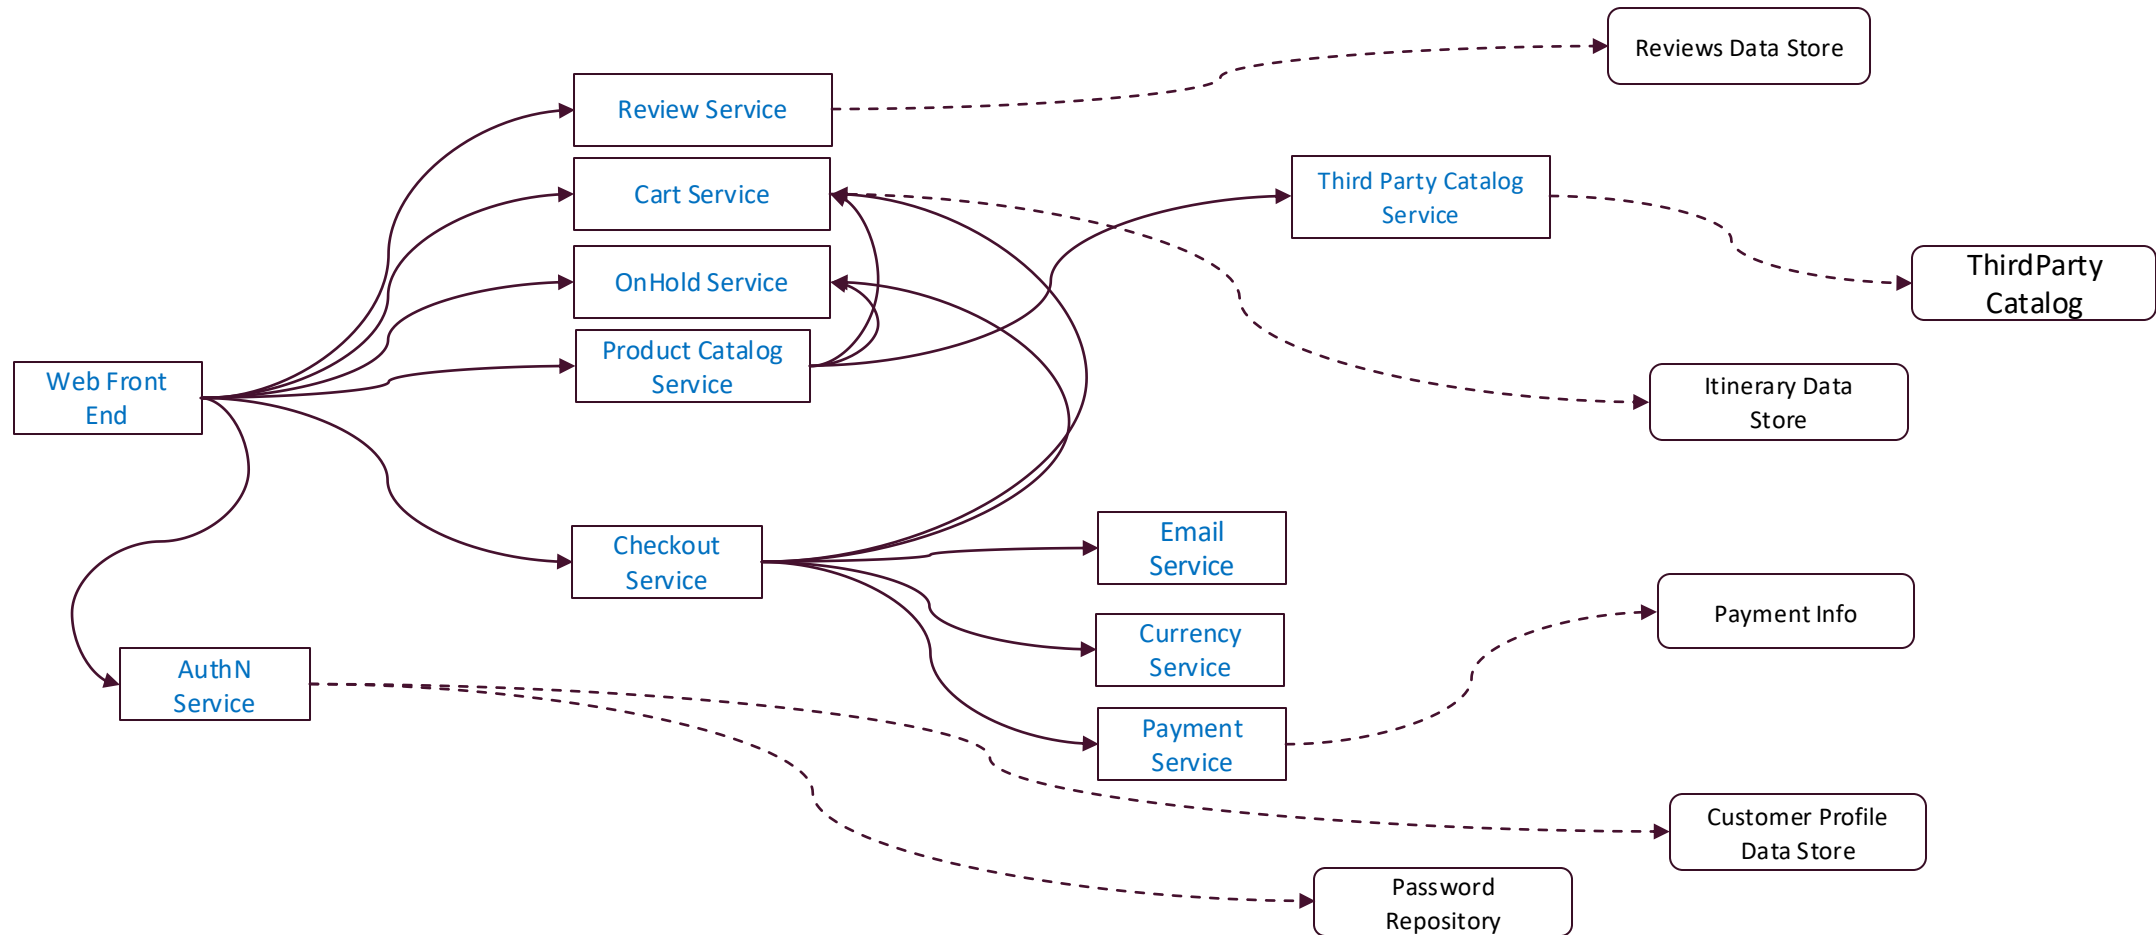 Reviews Data Store
Review Service
Cart Service
Third Party Catalog
Service
OnHold Service
ThirdParty
Catalog
Product Catalog
Service
Web Front
End
Itinerary Data
Store
Checkout
Service
Email
Service
Currency
Service
Payment Info
AuthN
Service
Payment
Service
Customer Profile
Data Store
Password
Repository